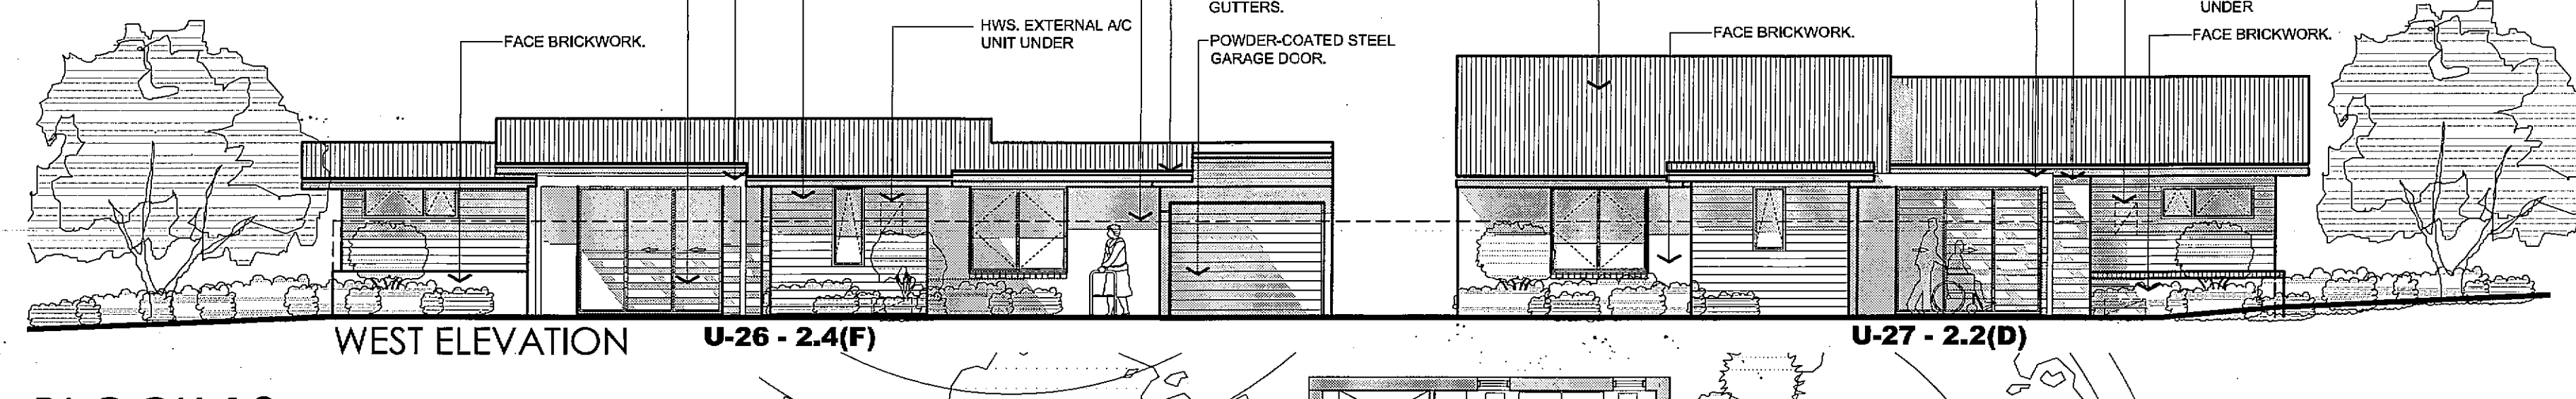 GUTTERS.
UNDER
HWS. EXTERNAL A/C
UNIT UNDER
FACE BRICKWORK.
POWDER-COATED STEEL
GARAGE DOOR.
FACE BRICKWORK.
FACE BRICKWORK.
WEST ELEVATION
U-26 - 2.4(F)
U-27 - 2.2(D)